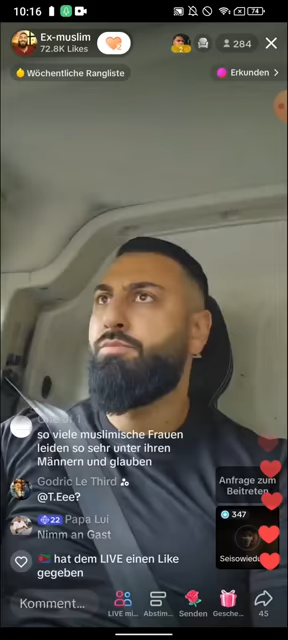 10:16
74
Ex-muslim
72.8K Likes
284
Wöchentliche Rangliste
Erkunden >
so viele muslimische Frauen
leiden so sehr unter ihren
Männern und glauben
Godric Le Third
@T.Eee?
22 Papa Lui
Nimm an Gast
hat dem LIVE einen Like
gegeben
Anfrage zum
Beitreten
347
Seisowiedu
Kommentar...
LIVE mi...
Abstim...
Senden
Gesche...
45